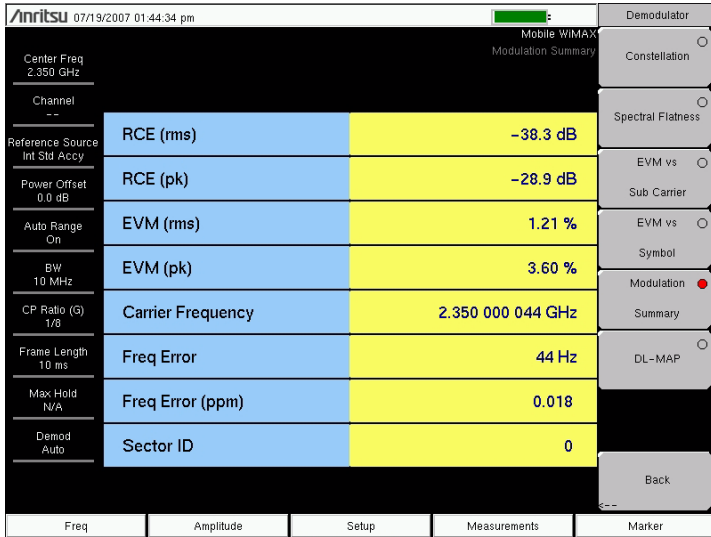 Anritsu 07/19/2007 01:44:34 pm
Mobile WiMAX
Modulation Summary
Center Freq
2.350 GHz
Channel
--
Reference Source
Int Std Accy
Power Offset
0.0 dB
Auto Range
On
BW
10 MHz
CP Ratio (G)
1/8
Frame Length
10 ms
Max Hold
N/A
Demod
Auto
RCE (rms) -38.3 dB
RCE (pk) -28.9 dB
EVM (rms) 1.21 %
EVM (pk) 3.60 %
Carrier Frequency 2.350 000 044 GHz
Freq Error 44 Hz
Freq Error (ppm) 0.018
Sector ID 0
Demodulator
Constellation
Spectral Flatness
EVM vs
Sub Carrier
EVM vs
Symbol
Modulation
Summary
DL-MAP
Back
<--
Freq Amplitude Setup Measurements Marker